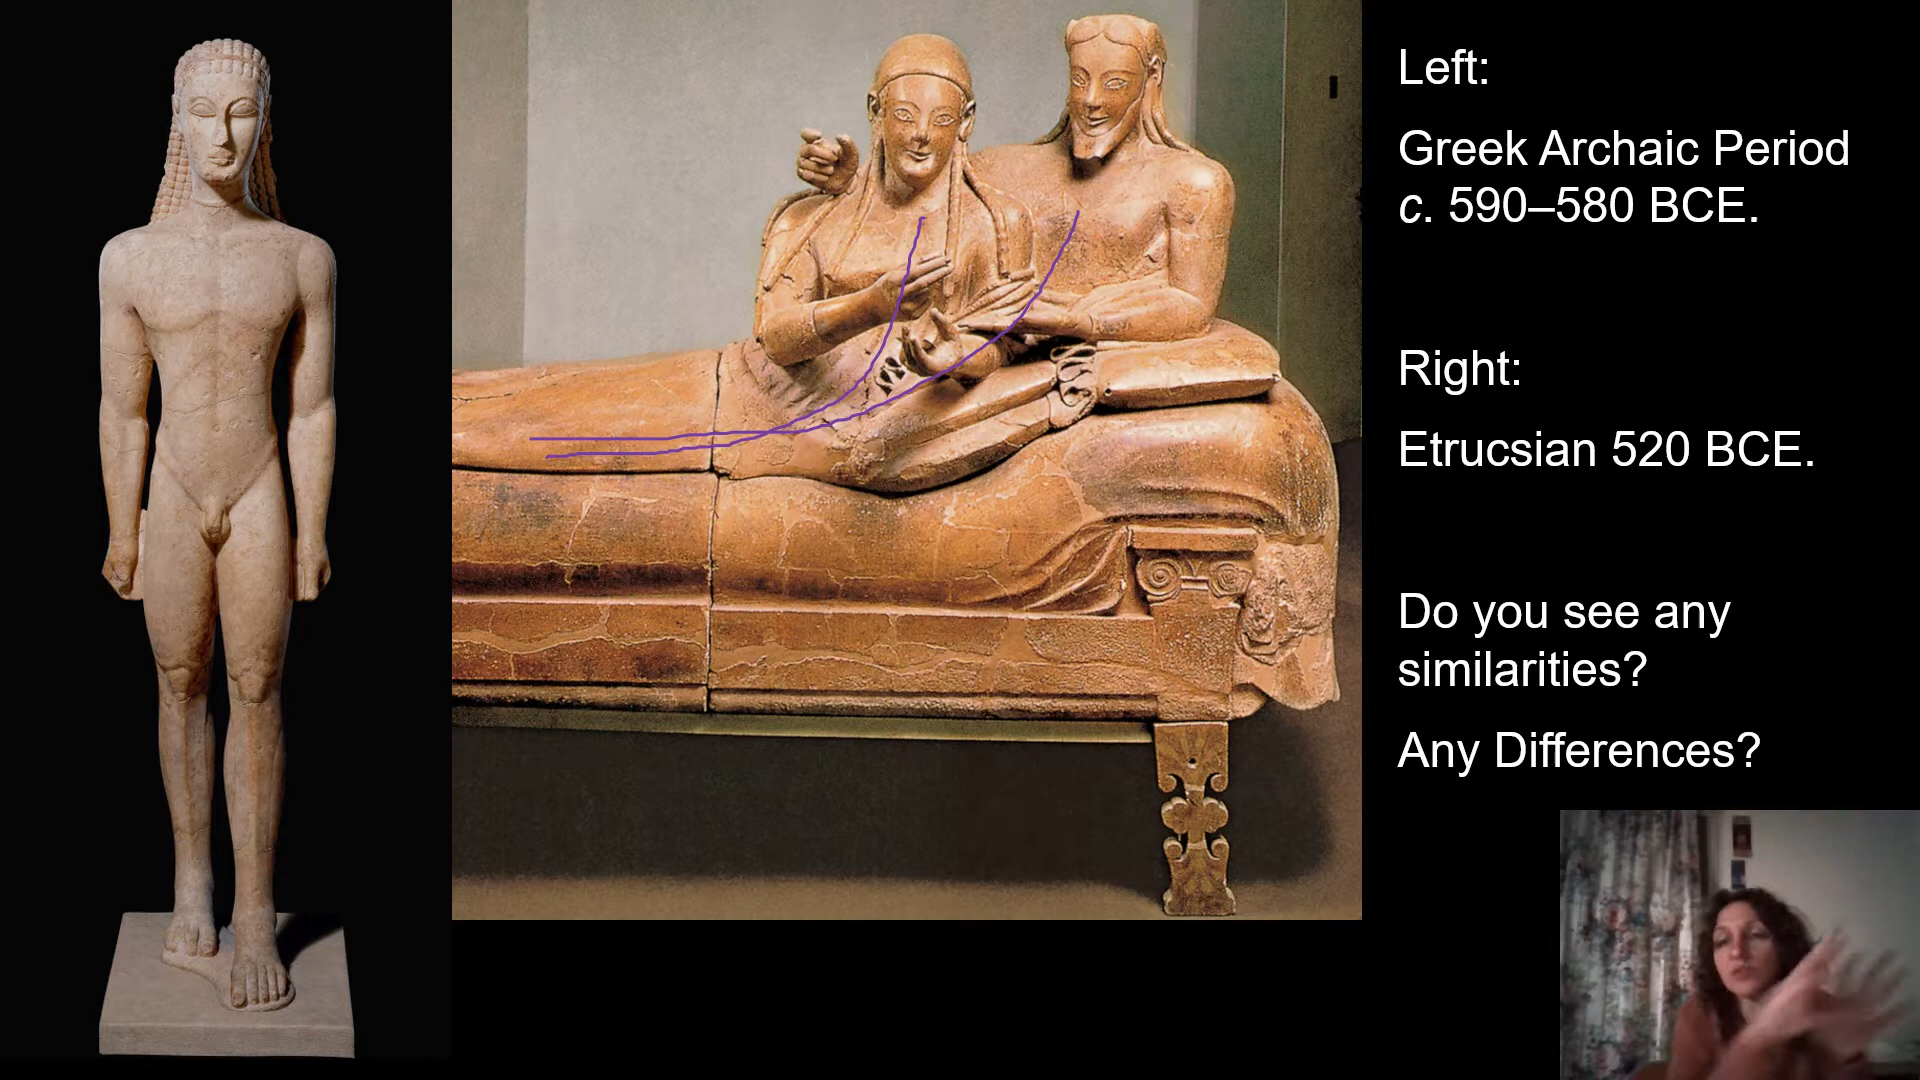 Left:
Greek Archaic Period
c. 590–580 BCE.
Right:
Etrucsian 520 BCE.
Do you see any
similarities?
Any Differences?